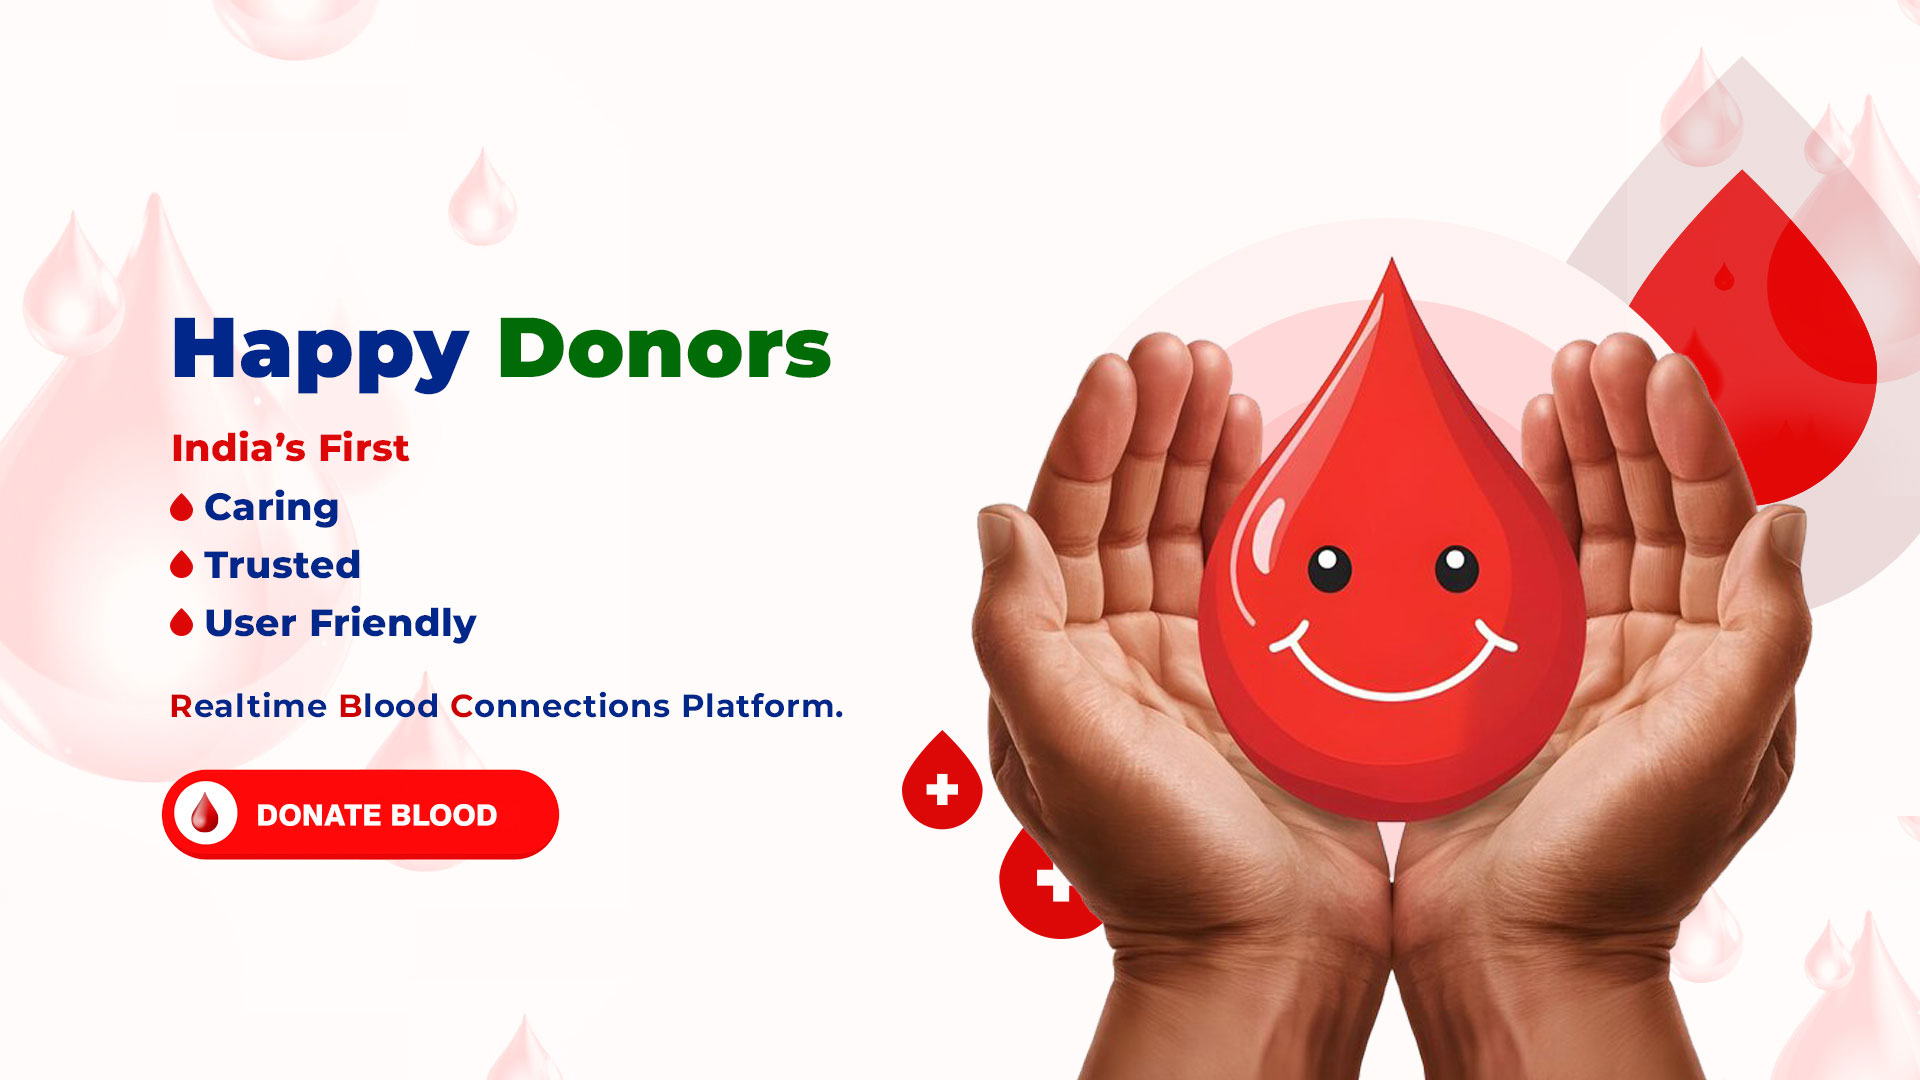 Happy Donors
India’s First
Caring
Trusted
User Friendly
Realtime Blood Connections Platform.
DONATE BLOOD